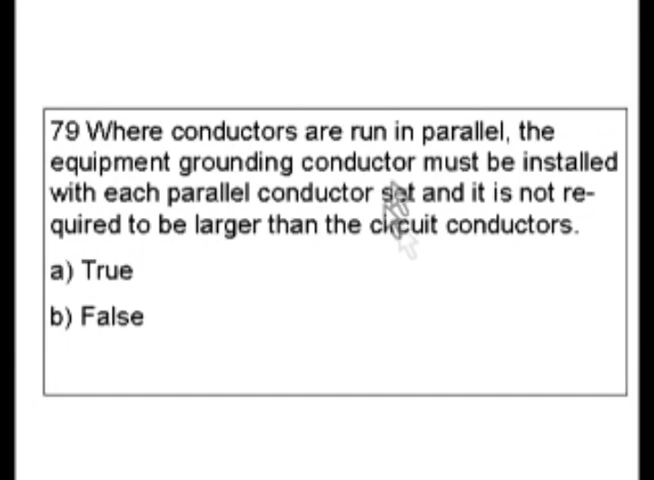 79 Where conductors are run in parallel, the
equipment grounding conductor must be installed
with each parallel conductor set and it is not re-
quired to be larger than the circuit conductors.
a) True
b) False